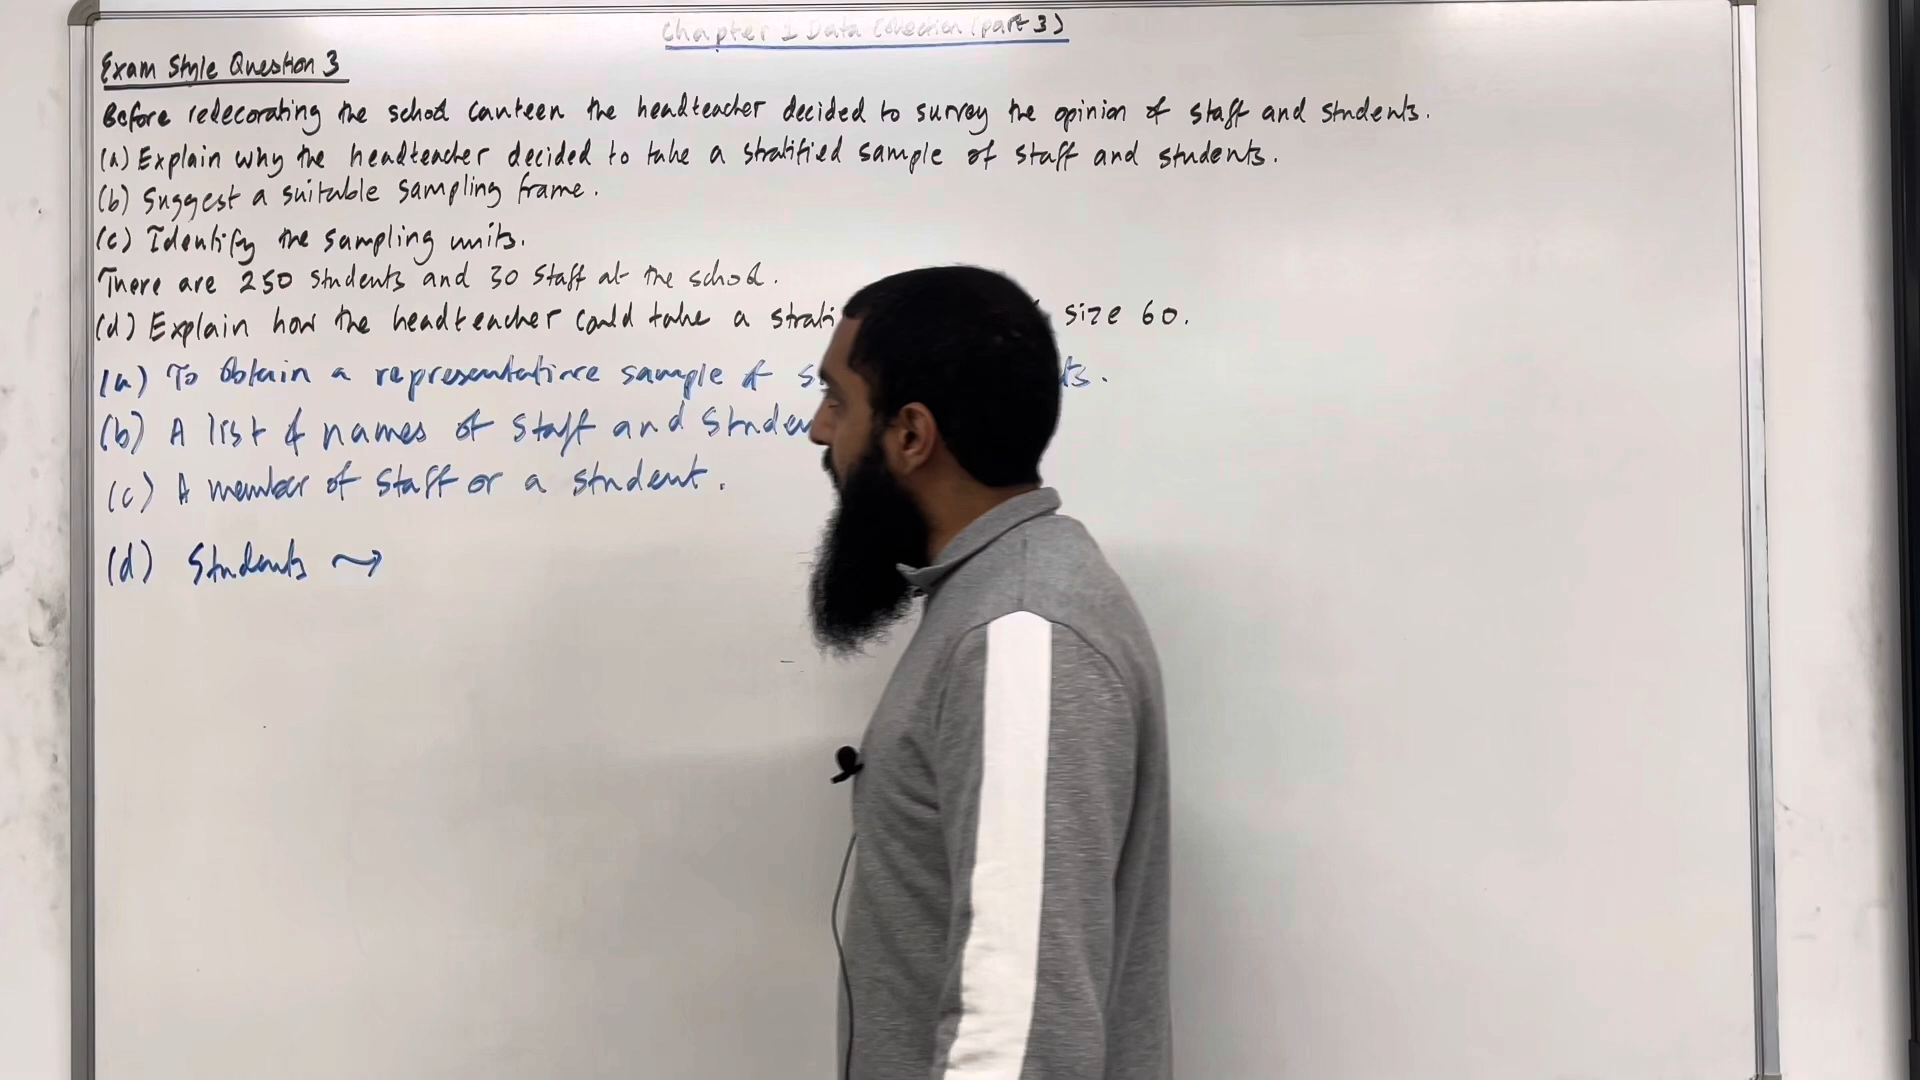 Chapter 1 Data Collection (part 3)
Exam Style Question 3
Before redecorating the school canteen the headteacher decided to survey the opinion of staff and students.
(a) Explain why the headteacher decided to take a stratified sample of staff and students.
(b) Suggest a suitable sampling frame.
(c) Identify the sampling units.
There are 250 students and 30 staff at the school.
(d) Explain how the headteacher could take a strati size 60.
(a) To obtain a representative sample of s ts.
(b) A list of names of staff and studen
(c) A member of staff or a student.
(d) Students ⇝